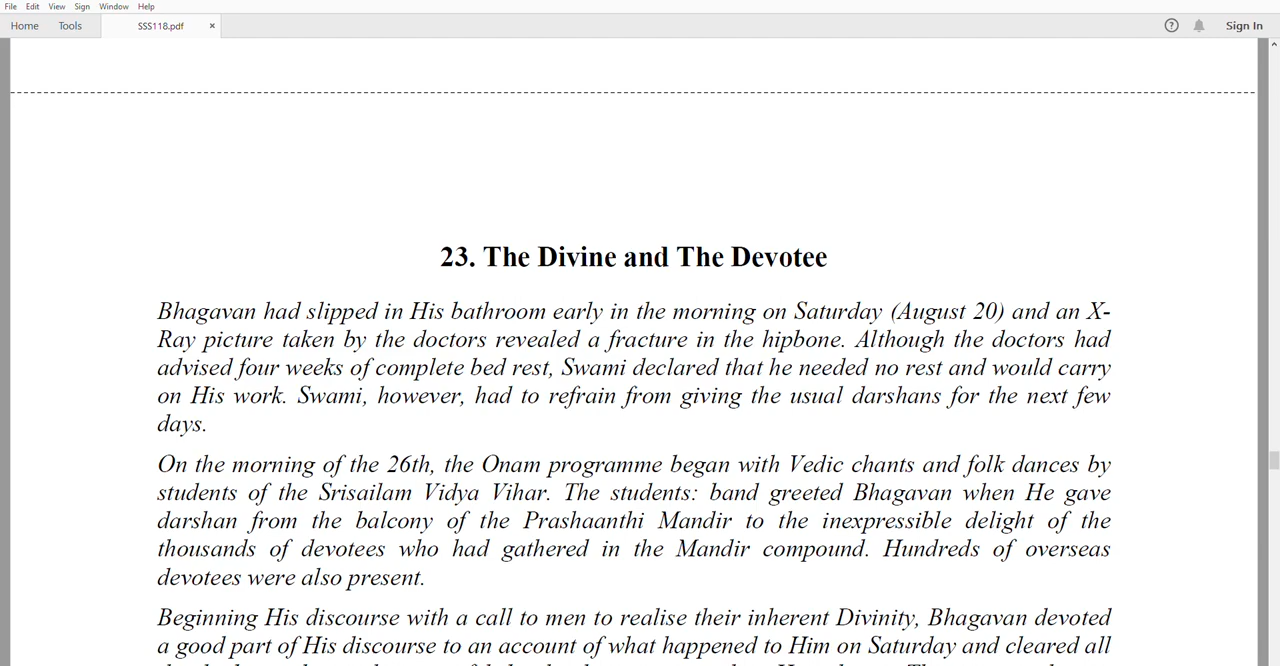 File Edit View Sign Window Help
Home Tools SSS118.pdf × ? Sign In
23. The Divine and The Devotee
Bhagavan had slipped in His bathroom early in the morning on Saturday (August 20) and an X-
Ray picture taken by the doctors revealed a fracture in the hipbone. Although the doctors had
advised four weeks of complete bed rest, Swami declared that he needed no rest and would carry
on His work. Swami, however, had to refrain from giving the usual darshans for the next few
days.
On the morning of the 26th, the Onam programme began with Vedic chants and folk dances by
students of the Srisailam Vidya Vihar. The students: band greeted Bhagavan when He gave
darshan from the balcony of the Prashaanthi Mandir to the inexpressible delight of the
thousands of devotees who had gathered in the Mandir compound. Hundreds of overseas
devotees were also present.
Beginning His discourse with a call to men to realise their inherent Divinity, Bhagavan devoted
a good part of His discourse to an account of what happened to Him on Saturday and cleared all